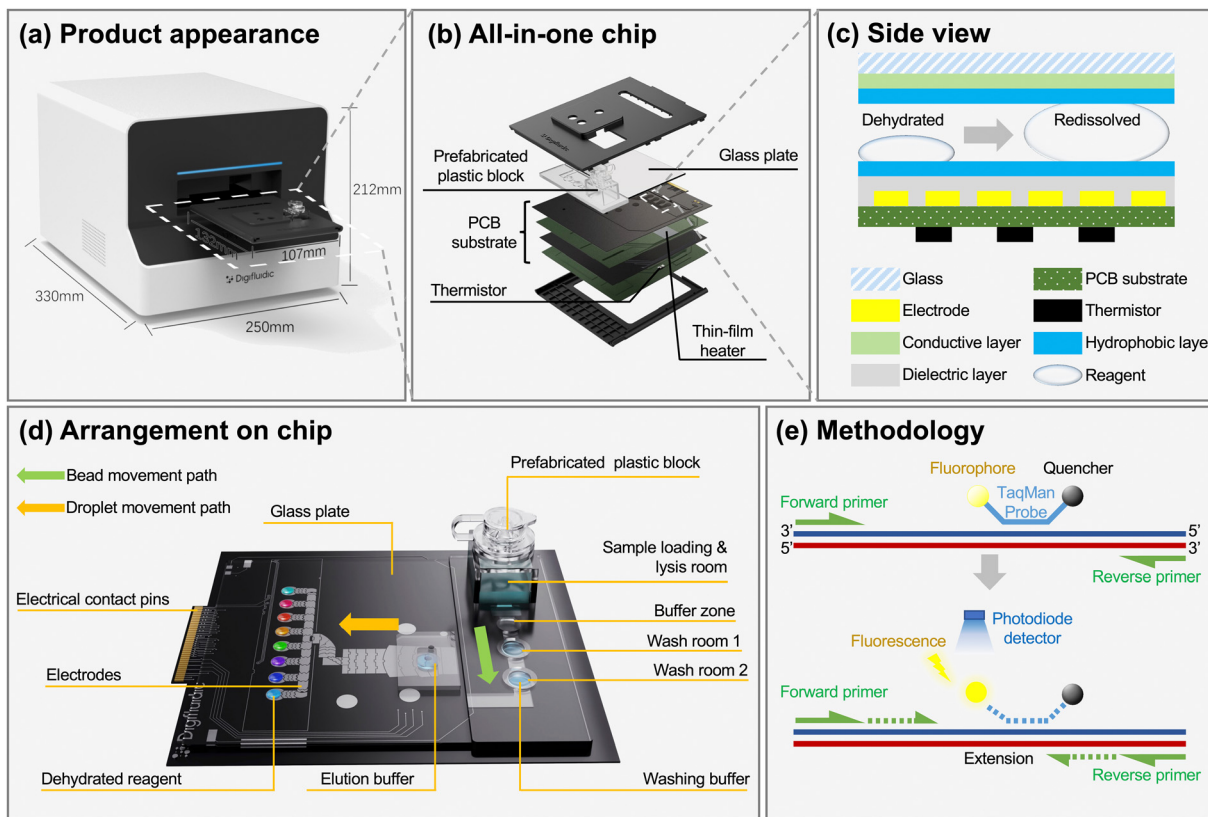 (a) Product appearance
212mm
132mm
107mm
Digifluidic
330mm
250mm
(b) All-in-one chip
Prefabricated
plastic block
Glass plate
PCB
substrate
Thermistor
Thin-film
heater
(c) Side view
Dehydrated
Redissolved
Glass
PCB substrate
Electrode
Thermistor
Conductive layer
Hydrophobic laye
Dielectric layer
Reagent
(d) Arrangement on chip
Bead movement path
Droplet movement path
Prefabricated plastic block
Glass plate
Sample loading &
lysis room
Electrical contact pins
Buffer zone
Wash room 1
Electrodes
Wash room 2
Digifluidic
Dehydrated reagent
Elution buffer
Washing buffer
(e) Methodology
Fluorophore
Quencher
TaqMan
Probe
Forward primer
3’
5’
5’
3’
Reverse primer
Photodiode
detector
Fluorescence
Forward primer
Extension
Reverse primer